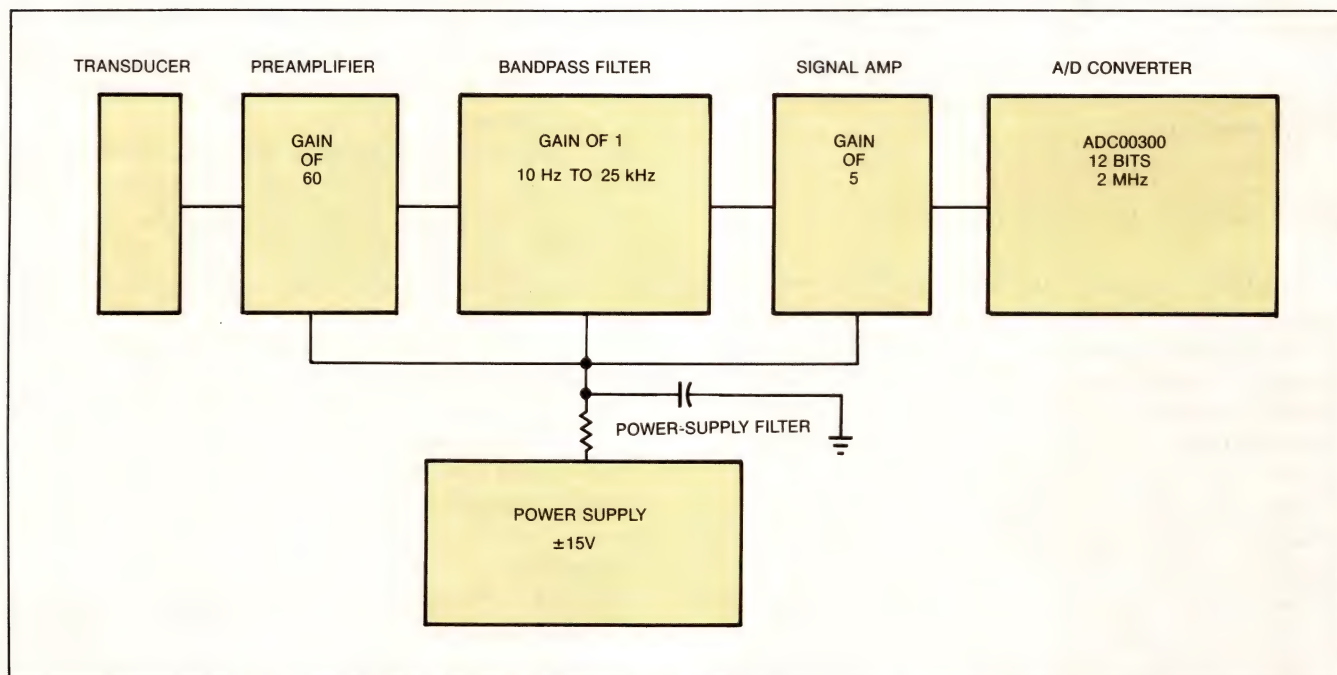 TRANSDUCER
PREAMPLIFIER
BANDPASS FILTER
SIGNAL AMP
A/D CONVERTER
GAIN
OF
60
GAIN OF 1
10 Hz TO 25 kHz
GAIN
OF
5
ADC00300
12 BITS
2 MHz
POWER-SUPPLY FILTER
POWER SUPPLY
±15V